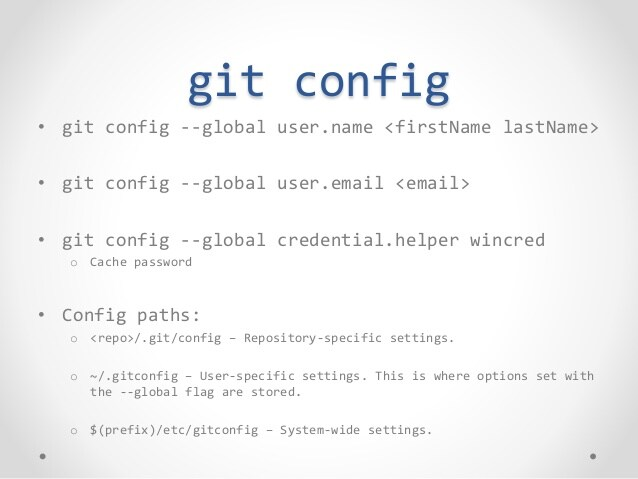 git config
• git config --global user.name <firstName lastName>
• git config --global user.email <email>
• git config --global credential.helper wincred
o Cache password
• Config paths:
o <repo>/.git/config – Repository-specific settings.
o ~/.gitconfig – User-specific settings. This is where options set with
the --global flag are stored.
o $(prefix)/etc/gitconfig – System-wide settings.